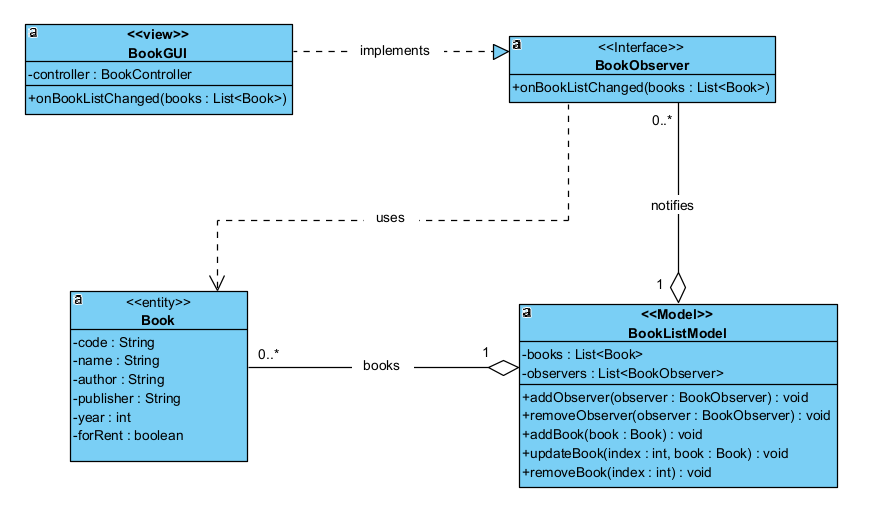 a
<<view>>
BookGUI
-controller : BookController
+onBookListChanged(books : List<Book>)
implements
a
<<Interface>>
BookObserver
+onBookListChanged(books : List<Book>)
0..*
notifies
1
uses
a
<<entity>>
Book
-code : String
-name : String
-author : String
-publisher : String
-year : int
-forRent : boolean
0..*
books
1
a
<<Model>>
BookListModel
-books : List<Book>
-observers : List<BookObserver>
+addObserver(observer : BookObserver) : void
+removeObserver(observer : BookObserver) : void
+addBook(book : Book) : void
+updateBook(index : int, book : Book) : void
+removeBook(index : int) : void